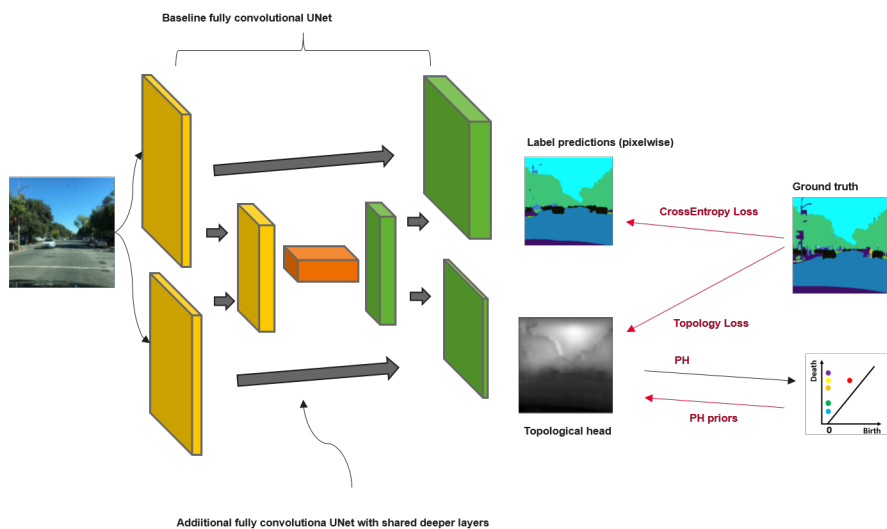 Baseline fully convolutional UNet
Label predictions (pixelwise)
Ground truth
CrossEntropy Loss
Topology Loss
PH
PH priors
Topological head
Death
0
Birth
Addiitional fully convolutiona UNet with shared deeper layers